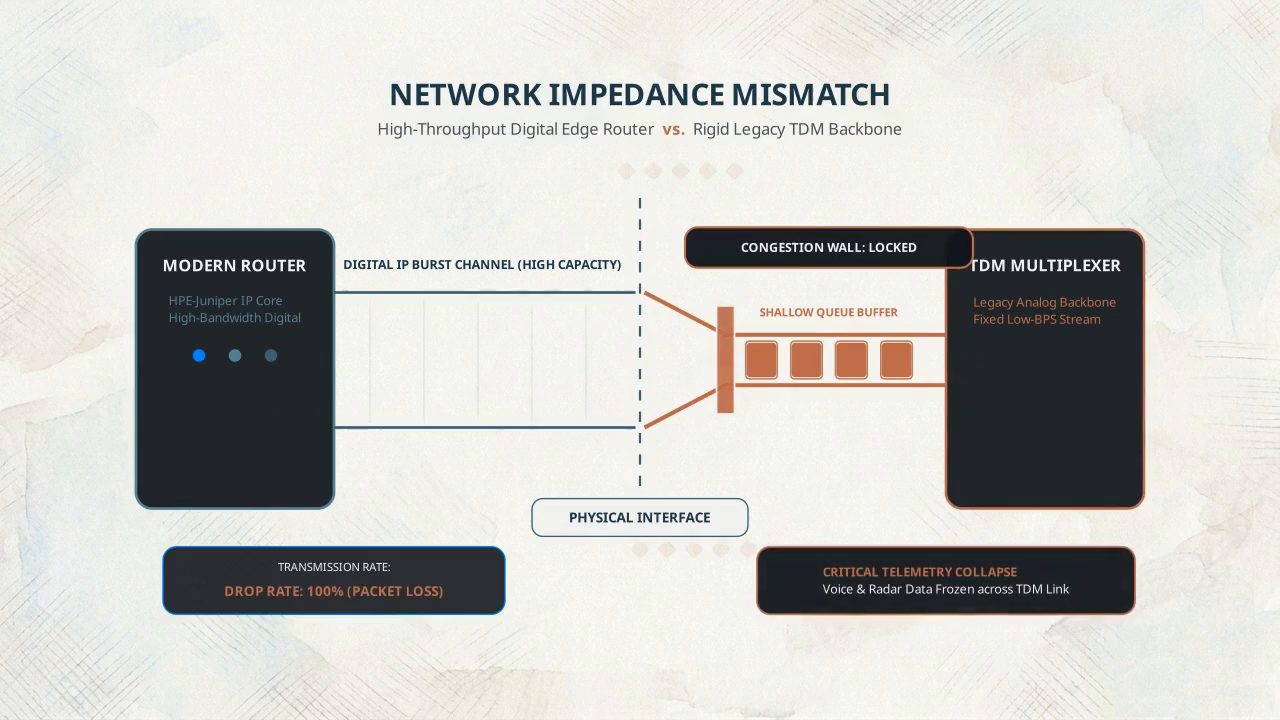 NETWORK IMPEDANCE MISMATCH
High-Throughput Digital Edge Router vs. Rigid Legacy TDM Backbone
MODERN ROUTER
HPE-Juniper IP Core
High-Bandwidth Digital
DIGITAL IP BURST CHANNEL (HIGH CAPACITY)
CONGESTION WALL: LOCKED
SHALLOW QUEUE BUFFER
TDM MULTIPLEXER
Legacy Analog Backbone
Fixed Low-BPS Stream
PHYSICAL INTERFACE
TRANSMISSION RATE:
DROP RATE: 100% (PACKET LOSS)
CRITICAL TELEMETRY COLLAPSE
Voice & Radar Data Frozen across TDM Link